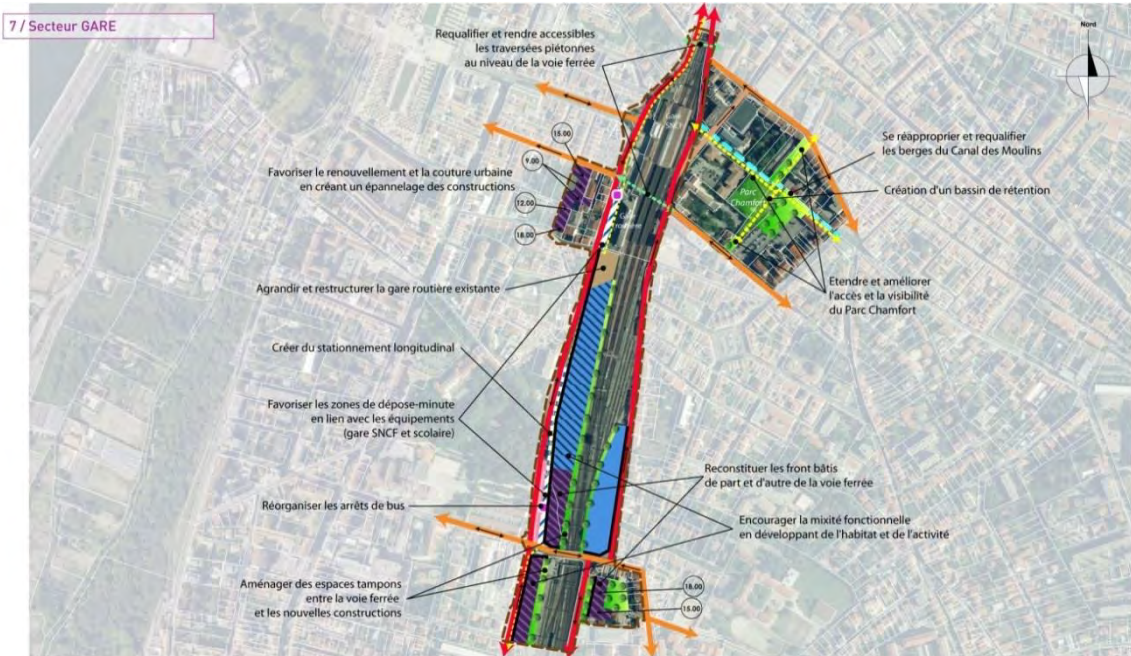 7 / Secteur GARE
Nord
Requalifier et rendre accessibles
les traversées piétonnes
au niveau de la voie ferrée
Se réapproprier et requalifier
les berges du Canal des Moulins
Création d'un bassin de rétention
15.00
9.00
12.00
18.00
Favoriser le renouvellement et la couture urbaine
en créant un épannelage des constructions
Parc
Chamfort
Agrandir et restructurer la gare routière existante
Etendre et améliorer
l'accès et la visibilité
du Parc Chamfort
Créer du stationnement longitudinal
Favoriser les zones de dépose-minute
en lien avec les équipements
(gare SNCF et scolaire)
Reconstituer les front bâtis
de part et d'autre de la voie ferrée
Réorganiser les arrêts de bus
Encourager la mixité fonctionnelle
en développant de l'habitat et de l'activité
Aménager des espaces tampons
entre la voie ferrée
et les nouvelles constructions
15.00